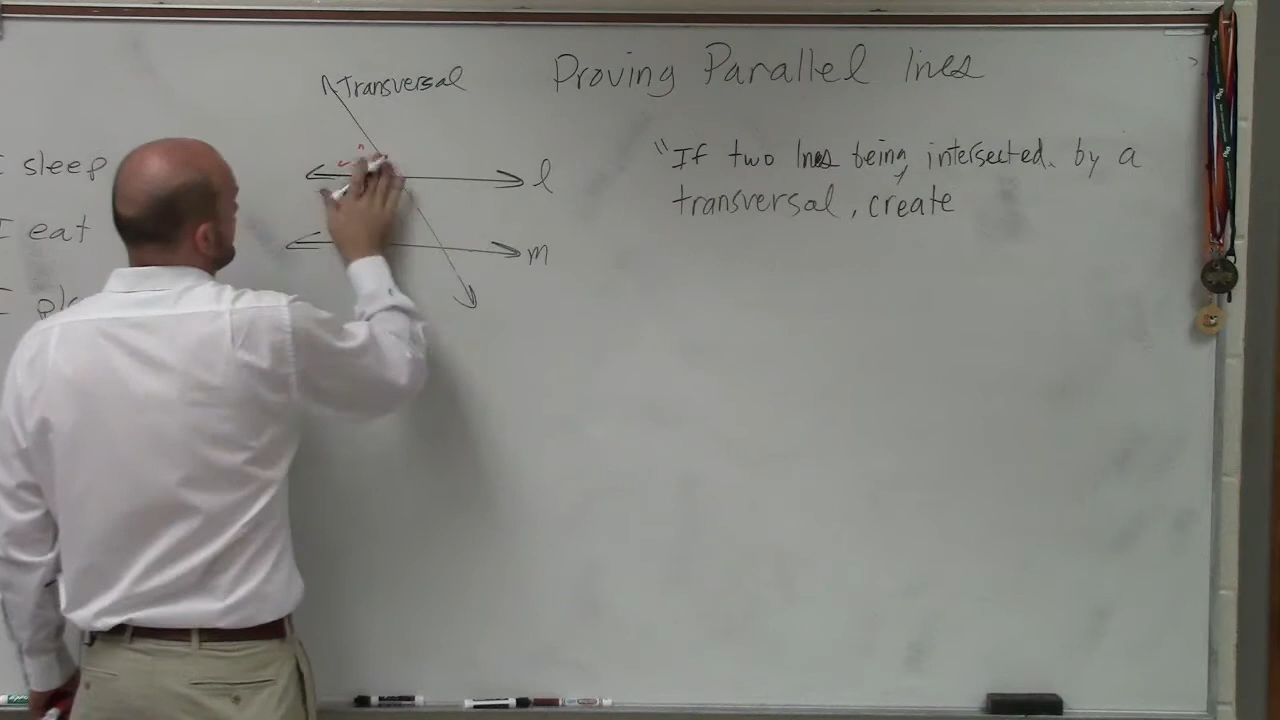 Proving Parallel lines
Transversal
"If two lines being intersected. by a
transversal, create
l
m
I sleep
I eat
I